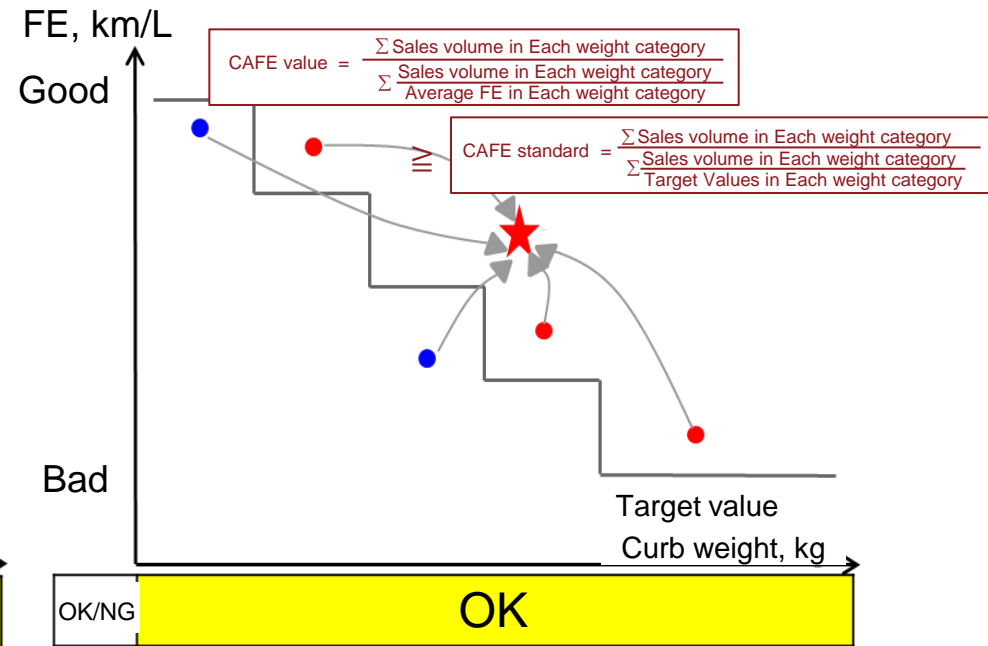 FE, km/L
Good
CAFE value = ΣSales volume in Each weight category
Σ Sales volume in Each weight category
Average FE in Each weight category
≧
CAFE standard = ΣSales volume in Each weight category
Σ Sales volume in Each weight category
Target Values in Each weight category
Bad
Target value
Curb weight, kg
OK/NG
OK